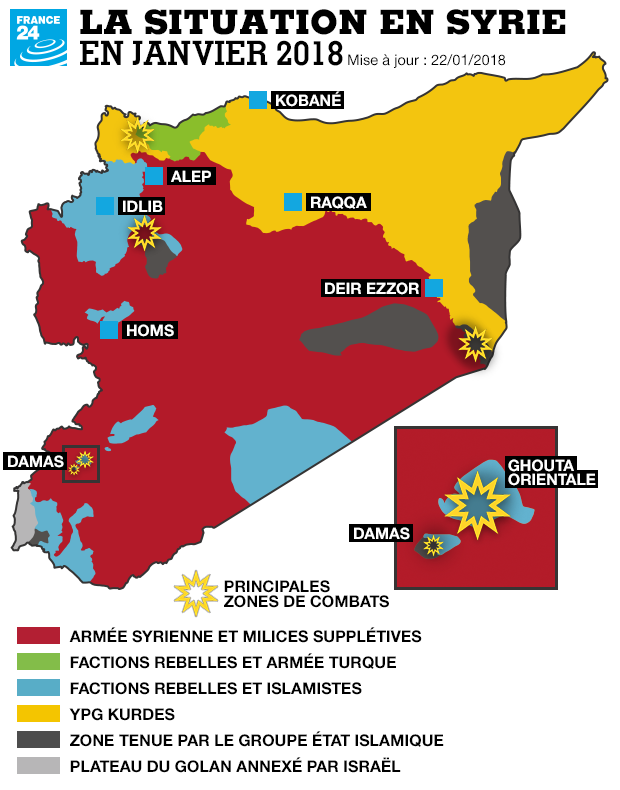 FRANCE
24
LA SITUATION EN SYRIE
EN JANVIER 2018 Mise à jour : 22/01/2018
KOBANÉ
ALEP
IDLIB
RAQQA
DEIR EZZOR
HOMS
DAMAS
GHOUTA
ORIENTALE
DAMAS
PRINCIPALES
ZONES DE COMBATS
ARMÉE SYRIENNE ET MILICES SUPPLÉTIVES
FACTIONS REBELLES ET ARMÉE TURQUE
FACTIONS REBELLES ET ISLAMISTES
YPG KURDES
ZONE TENUE PAR LE GROUPE ÉTAT ISLAMIQUE
PLATEAU DU GOLAN ANNEXÉ PAR ISRAËL